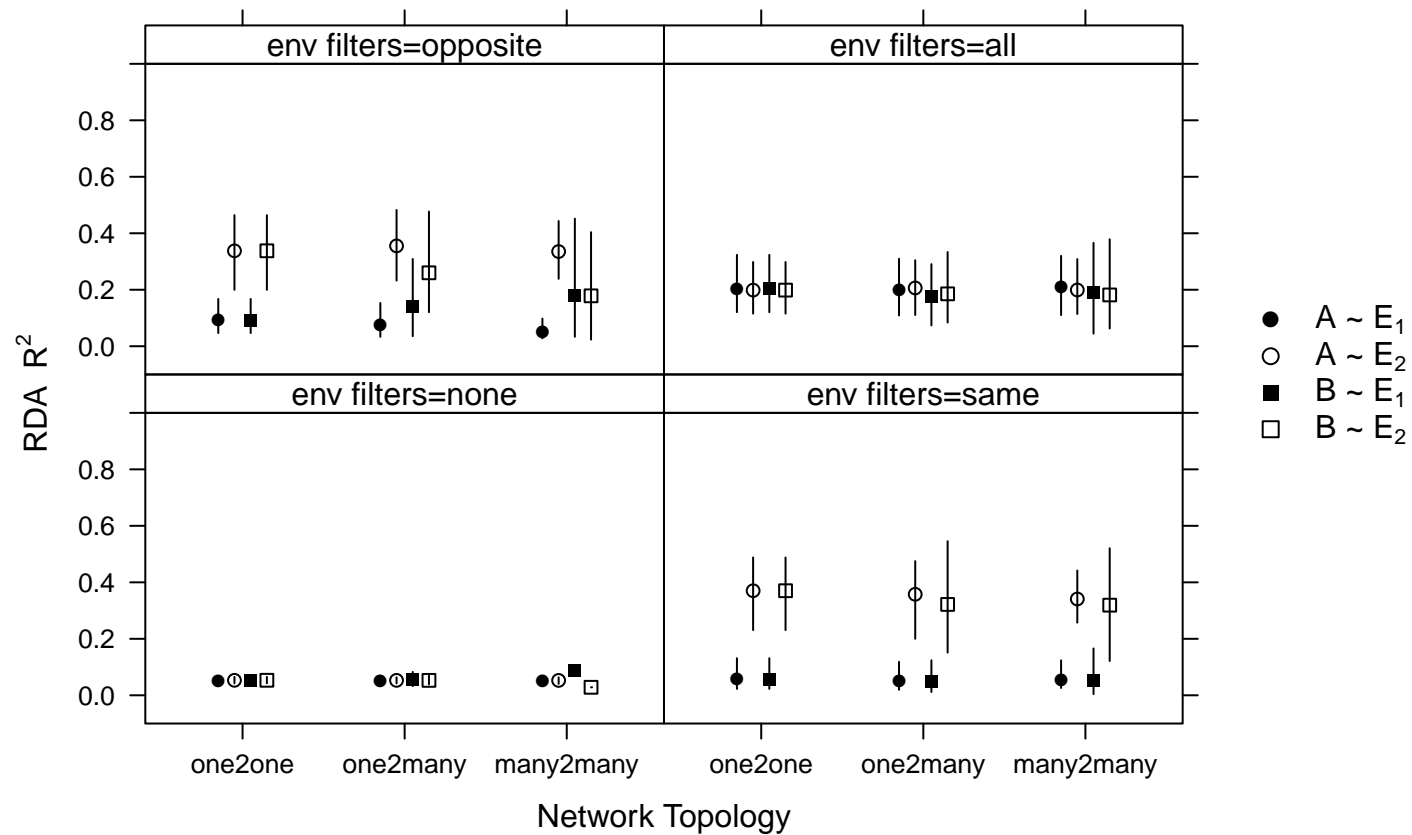 env filters=opposite
env filters=all
0.8
0.6
0.4
0.2
0.0
env filters=none
env filters=same
0.8
0.6
0.4
0.2
0.0
RDA R²
one2one one2many many2many one2one one2many many2many
Network Topology
A ~ E₁
A ~ E₂
B ~ E₁
B ~ E₂